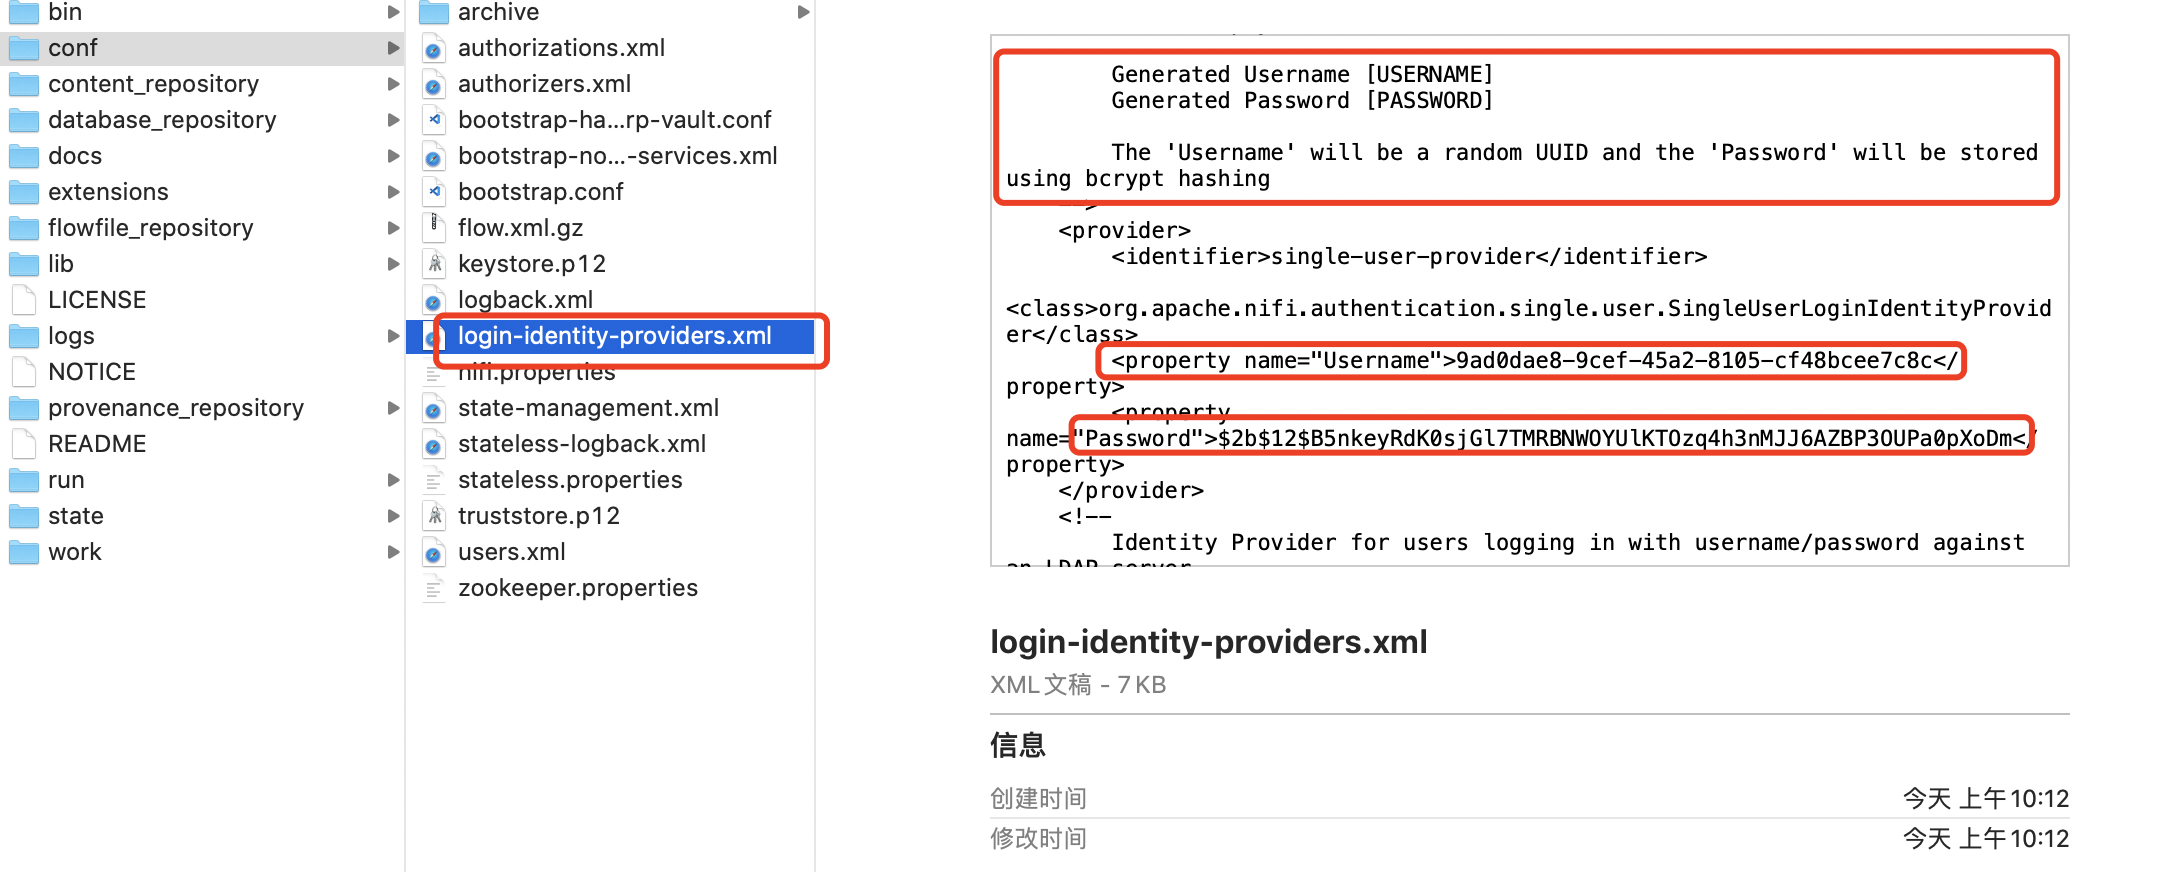 bin
conf
content_repository
database_repository
docs
extensions
flowfile_repository
lib
LICENSE
logs
NOTICE
provenance_repository
README
run
state
work
archive
authorizations.xml
authorizers.xml
bootstrap-ha...rp-vault.conf
bootstrap-no...-services.xml
bootstrap.conf
flow.xml.gz
keystore.p12
logback.xml
login-identity-providers.xml
nifi.properties
state-management.xml
stateless-logback.xml
stateless.properties
truststore.p12
users.xml
zookeeper.properties
Generated Username [USERNAME]
Generated Password [PASSWORD]
The 'Username' will be a random UUID and the 'Password' will be stored
using bcrypt hashing
-->
<provider>
<identifier>single-user-provider</identifier>
<class>org.apache.nifi.authentication.single.user.SingleUserLoginIdentityProvid
er</class>
<property name="Username">9ad0dae8-9cef-45a2-8105-cf48bcee7c8c</
property>
<property
name="Password">$2b$12$B5nkeyRdK0sjGl7TMRBNWOYUlKTOzq4h3nMJJ6AZBP3OUPa0pXoDm</
property>
</provider>
<!--
Identity Provider for users logging in with username/password against
an LDAP server
login-identity-providers.xml
XML文稿 - 7 KB
信息
创建时间 今天 上午10:12
修改时间 今天 上午10:12